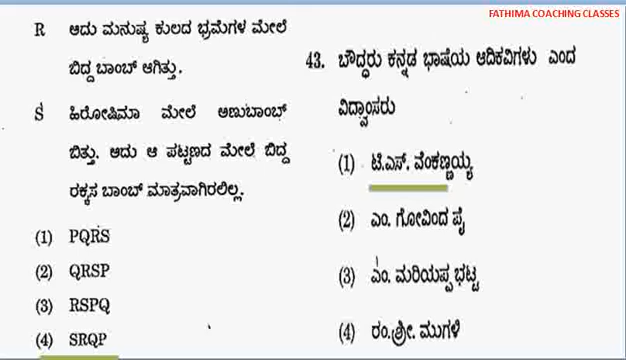 FATHIMA COACHING CLASSES
R ಆದು ಮನುಷ್ಯ ಕುಲದ ಭ್ರಮೆಗಳ ಮೇಲೆ
ಬಿದ್ದ ಬಾಂಬ್ ಆಗಿತ್ತು.
S ಹಿರೋಷಿಮಾ ಮೇಲೆ ಅಣುಬಾಂಬ್
ಬಿತ್ತು. ಆದು ಆ ಪಟ್ಟಣದ ಮೇಲೆ ಬಿದ್ದ
ರಕ್ಕಸ ಬಾಂಬ್ ಮಾತ್ರವಾಗಿರಲಿಲ್ಲ.
(1) PQRS
(2) QRSP
(3) RSPQ
(4) SRQP
43. ಬೌದ್ಧರು ಕನ್ನಡ ಭಾಷೆಯ ಆದಿಕವಿಗಳು ಎಂದ
ವಿದ್ವಾಂಸರು
(1) ಟಿ.ಎಸ್. ವೆಂಕಣ್ಣಯ್ಯ
(2) ಎಂ. ಗೋವಿಂದ ಪೈ
(3) ಎಂ. ಮರಿಯಪ್ಪ ಭಟ್ಟ
(4) ರಂ.ಶ್ರೀ. ಮುಗಳಿ